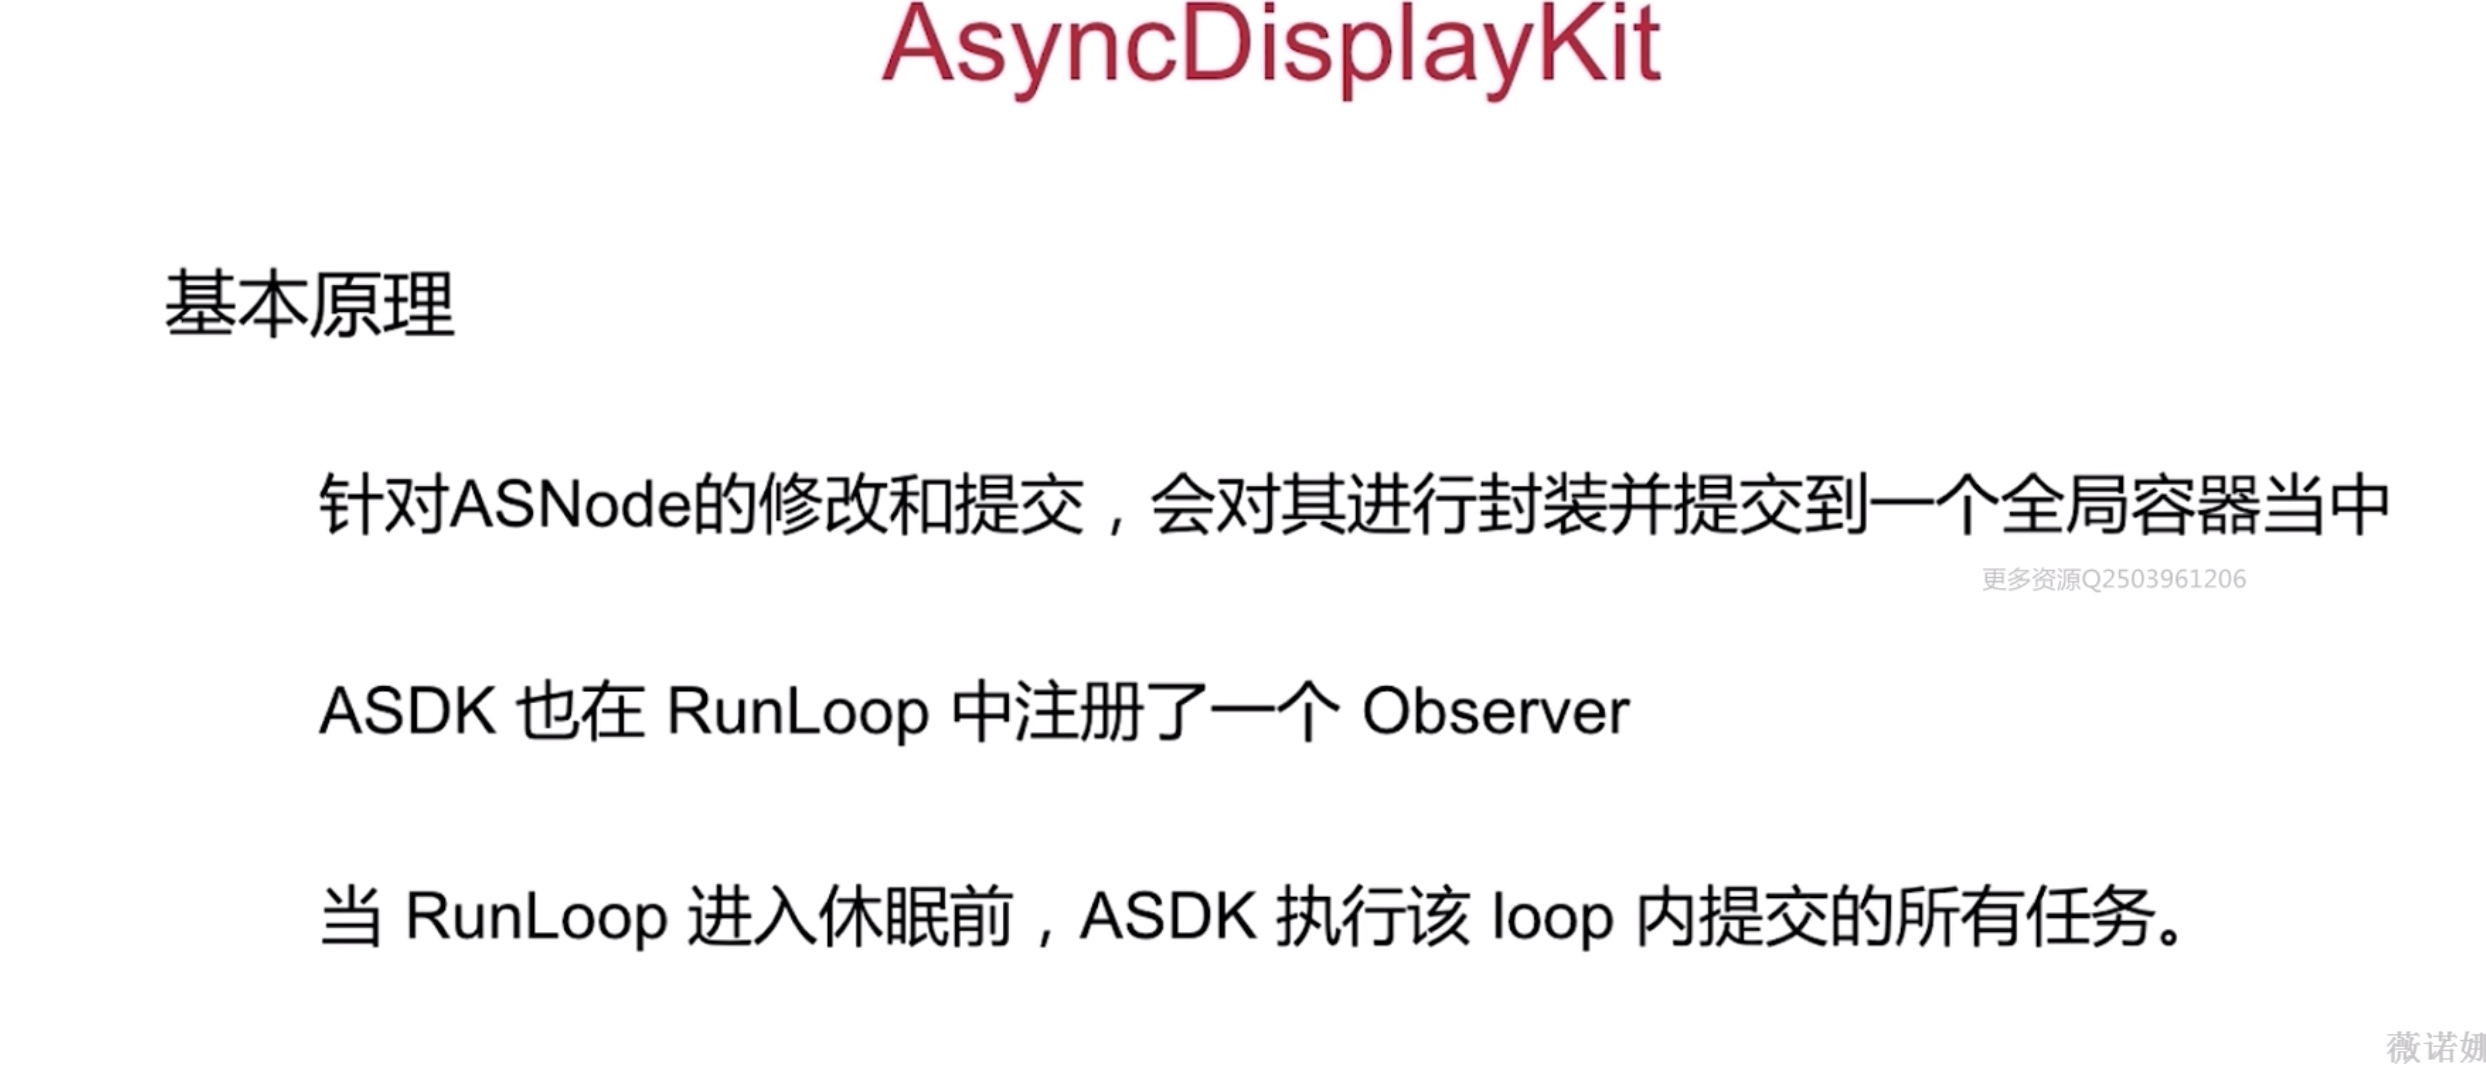 AsyncDisplayKit
基本原理
针对ASNode的修改和提交，会对其进行封装并提交到一个全局容器当中
更多资源Q2503961206
ASDK 也在 RunLoop 中注册了一个 Observer
当 RunLoop 进入休眠前，ASDK 执行该 loop 内提交的所有任务。
薇诺娜